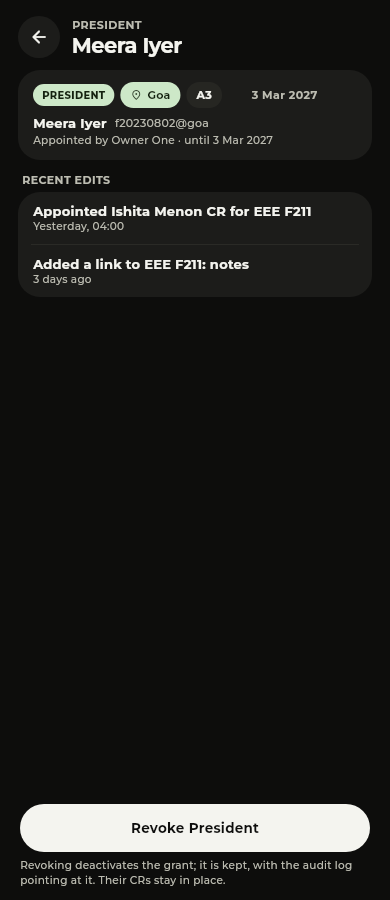 PRESIDENT
Meera Iyer
PRESIDENT Goa A3 3 Mar 2027
Meera Iyer f20230802@goa
Appointed by Owner One · until 3 Mar 2027
RECENT EDITS
Appointed Ishita Menon CR for EEE F211
Yesterday, 04:00
Added a link to EEE F211: notes
3 days ago
Revoke President
Revoking deactivates the grant; it is kept, with the audit log
pointing at it. Their CRs stay in place.